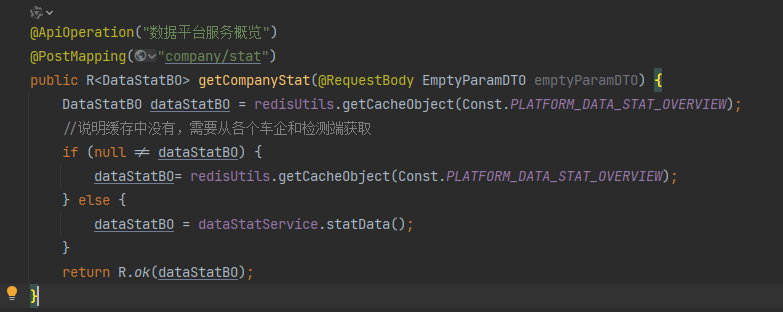 @ApiOperation("数据平台服务概览")
@PostMapping("company/stat")
public R<DataStatBO> getCompanyStat(@RequestBody EmptyParamDTO emptyParamDTO) {
DataStatBO dataStatBO = redisUtils.getCacheObject(Const.PLATFORM_DATA_STAT_OVERVIEW);
//说明缓存中没有，需要从各个车企和检测端获取
if (null != dataStatBO) {
dataStatBO= redisUtils.getCacheObject(Const.PLATFORM_DATA_STAT_OVERVIEW);
} else {
dataStatBO = dataStatService.statData();
}
return R.ok(dataStatBO);
}